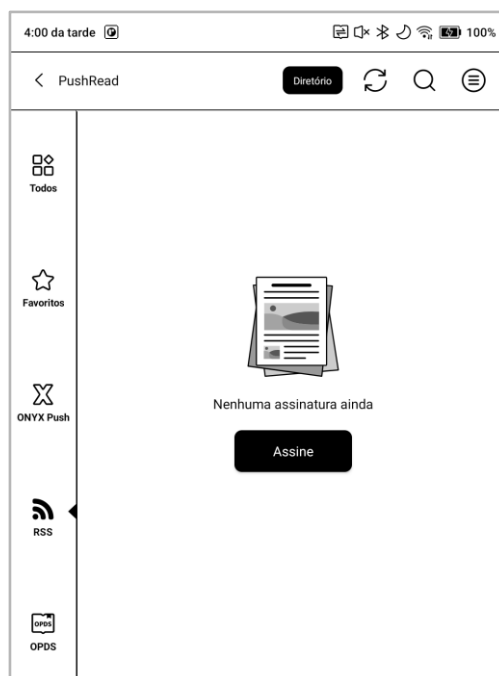 4:00 da tarde
100%
PushRead
Diretório
Todos
Favoritos
ONYX Push
RSS
OPDS
OPDS
Nenhuma assinatura ainda
Assine